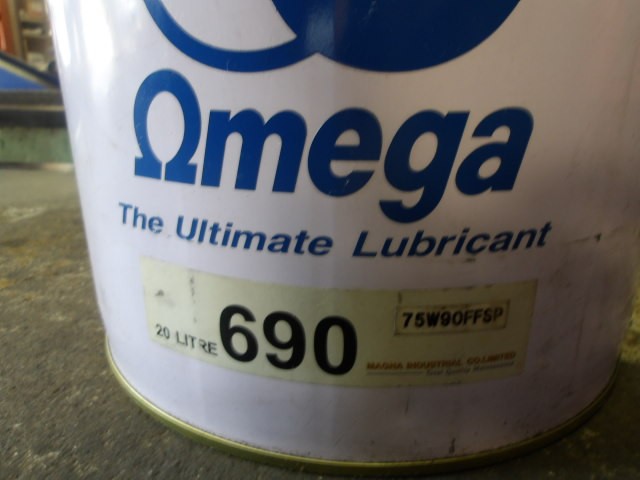 Ωmega
The Ultimate Lubricant
75W90FFSP
20 LITRE 690
MAGNA INDUSTRIAL CO.LIMITED